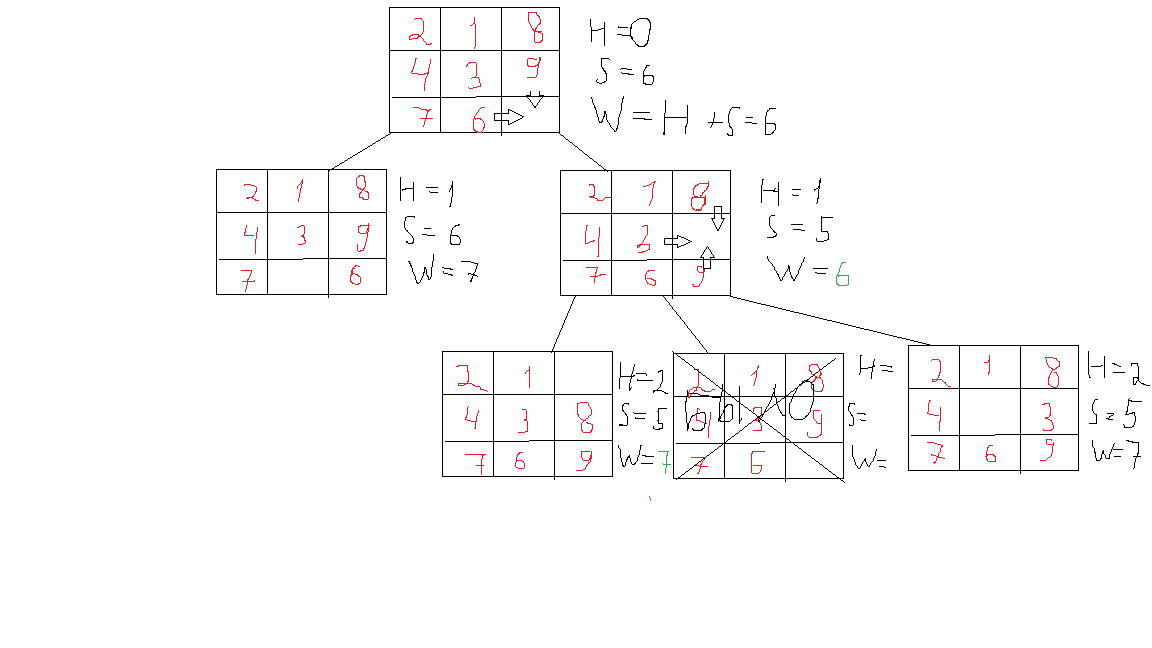 2 1 8
4 3 9
7 6
H=0
S=6
W=H+S=6
2 1 8
4 3 9
7 6
H=1
S=6
W=7
2 1 8
4 3
7 6 9
H=1
S=5
W=6
2 1
4 3 8
7 6 9
H=2
S=5
W=7
2 1 8
4 3 9
7 6
БЫЛО
H=
S=
W=
2 1 8
4 3
7 6 9
H=2
S=5
W=7